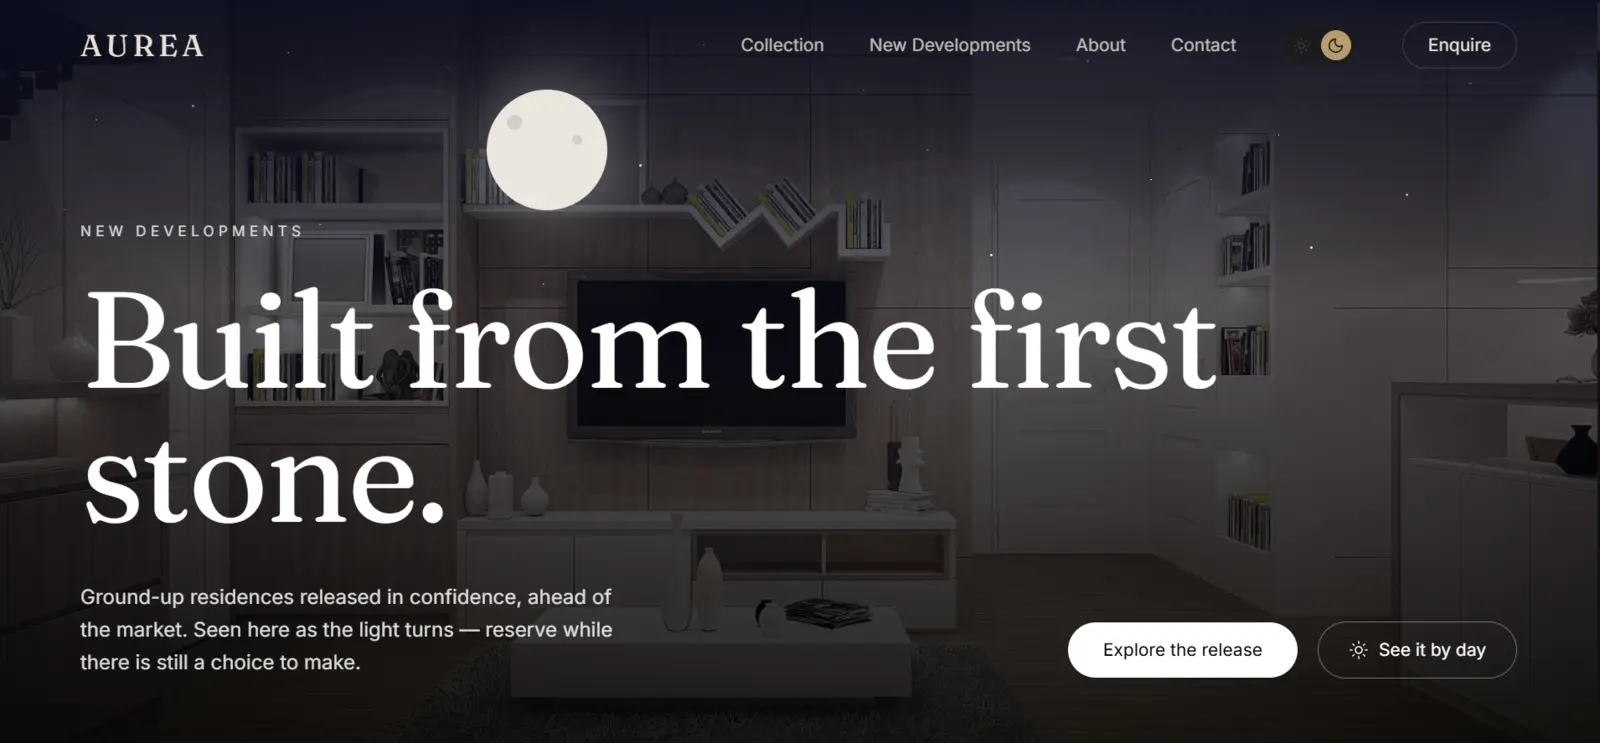 AUREA
Collection
New Developments
About
Contact
Enquire
NEW DEVELOPMENTS
Built from the first
stone.
Ground-up residences released in confidence, ahead of
the market. Seen here as the light turns — reserve while
there is still a choice to make.
Explore the release
See it by day